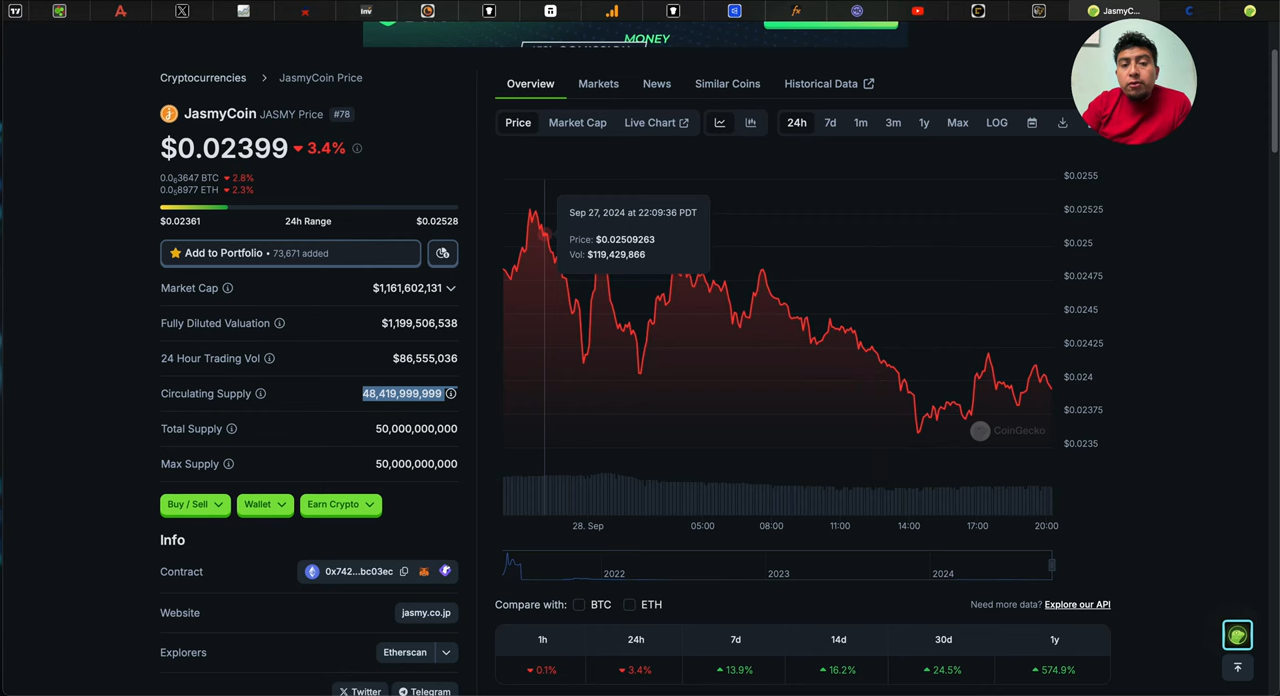 JasmyC...
MONEY
Cryptocurrencies > JasmyCoin Price
JasmyCoin JASMY Price #78
$0.02399 3.4%
0.0₆3647 BTC 2.8%
0.0₅8977 ETH 2.3%
$0.02361 24h Range $0.02528
Add to Portfolio • 73,671 added
Market Cap $1,161,602,131
Fully Diluted Valuation $1,199,506,538
24 Hour Trading Vol $86,555,036
Circulating Supply 48,419,999,999
Total Supply 50,000,000,000
Max Supply 50,000,000,000
Buy / Sell Wallet Earn Crypto
Info
Contract 0x742...bc03ec
Website jasmy.co.jp
Explorers Etherscan
Twitter Telegram
Overview Markets News Similar Coins Historical Data
Price Market Cap Live Chart 24h 7d 1m 3m 1y Max LOG
Sep 27, 2024 at 22:09:36 PDT
Price: $0.02509263
Vol: $119,429,866
$0.0255
$0.02525
$0.025
$0.02475
$0.0245
$0.02425
$0.024
$0.02375
$0.0235
CoinGecko
28. Sep 05:00 08:00 11:00 14:00 17:00 20:00
2022 2023 2024
Compare with: BTC ETH Need more data? Explore our API
1h 24h 7d 14d 30d 1y
0.1% 3.4% 13.9% 16.2% 24.5% 574.9%